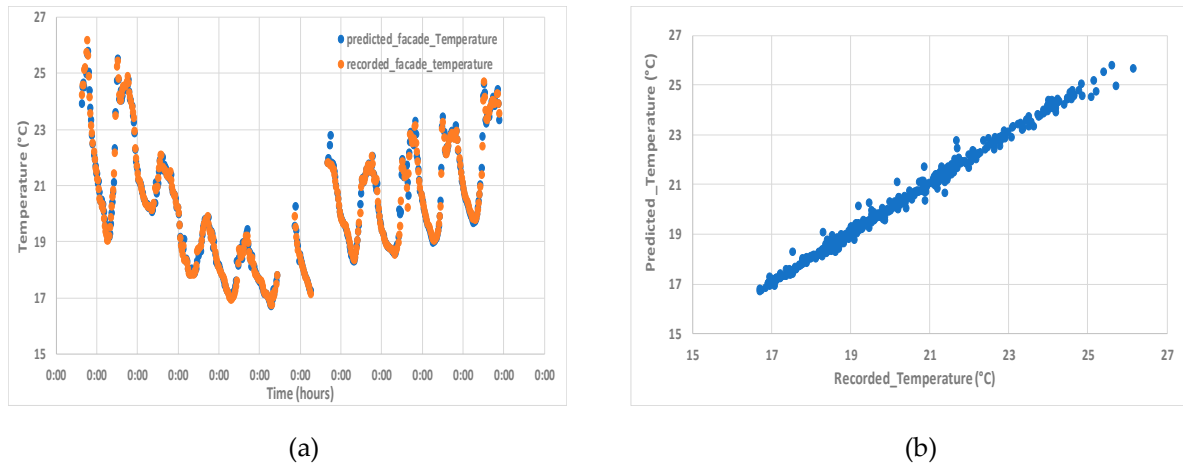 27
25
23
21
19
17
15
Temperature (°C)
predicted_facade_Temperature
recorded_facade_temperature
0:00 0:00 0:00 0:00 0:00 0:00 0:00 0:00 0:00 0:00 0:00 0:00 0:00
Time (hours)
(a)
27
25
23
21
19
17
15
Predicted_Temperature (°C)
15 17 19 21 23 25 27
Recorded_Temperature (°C)
(b)